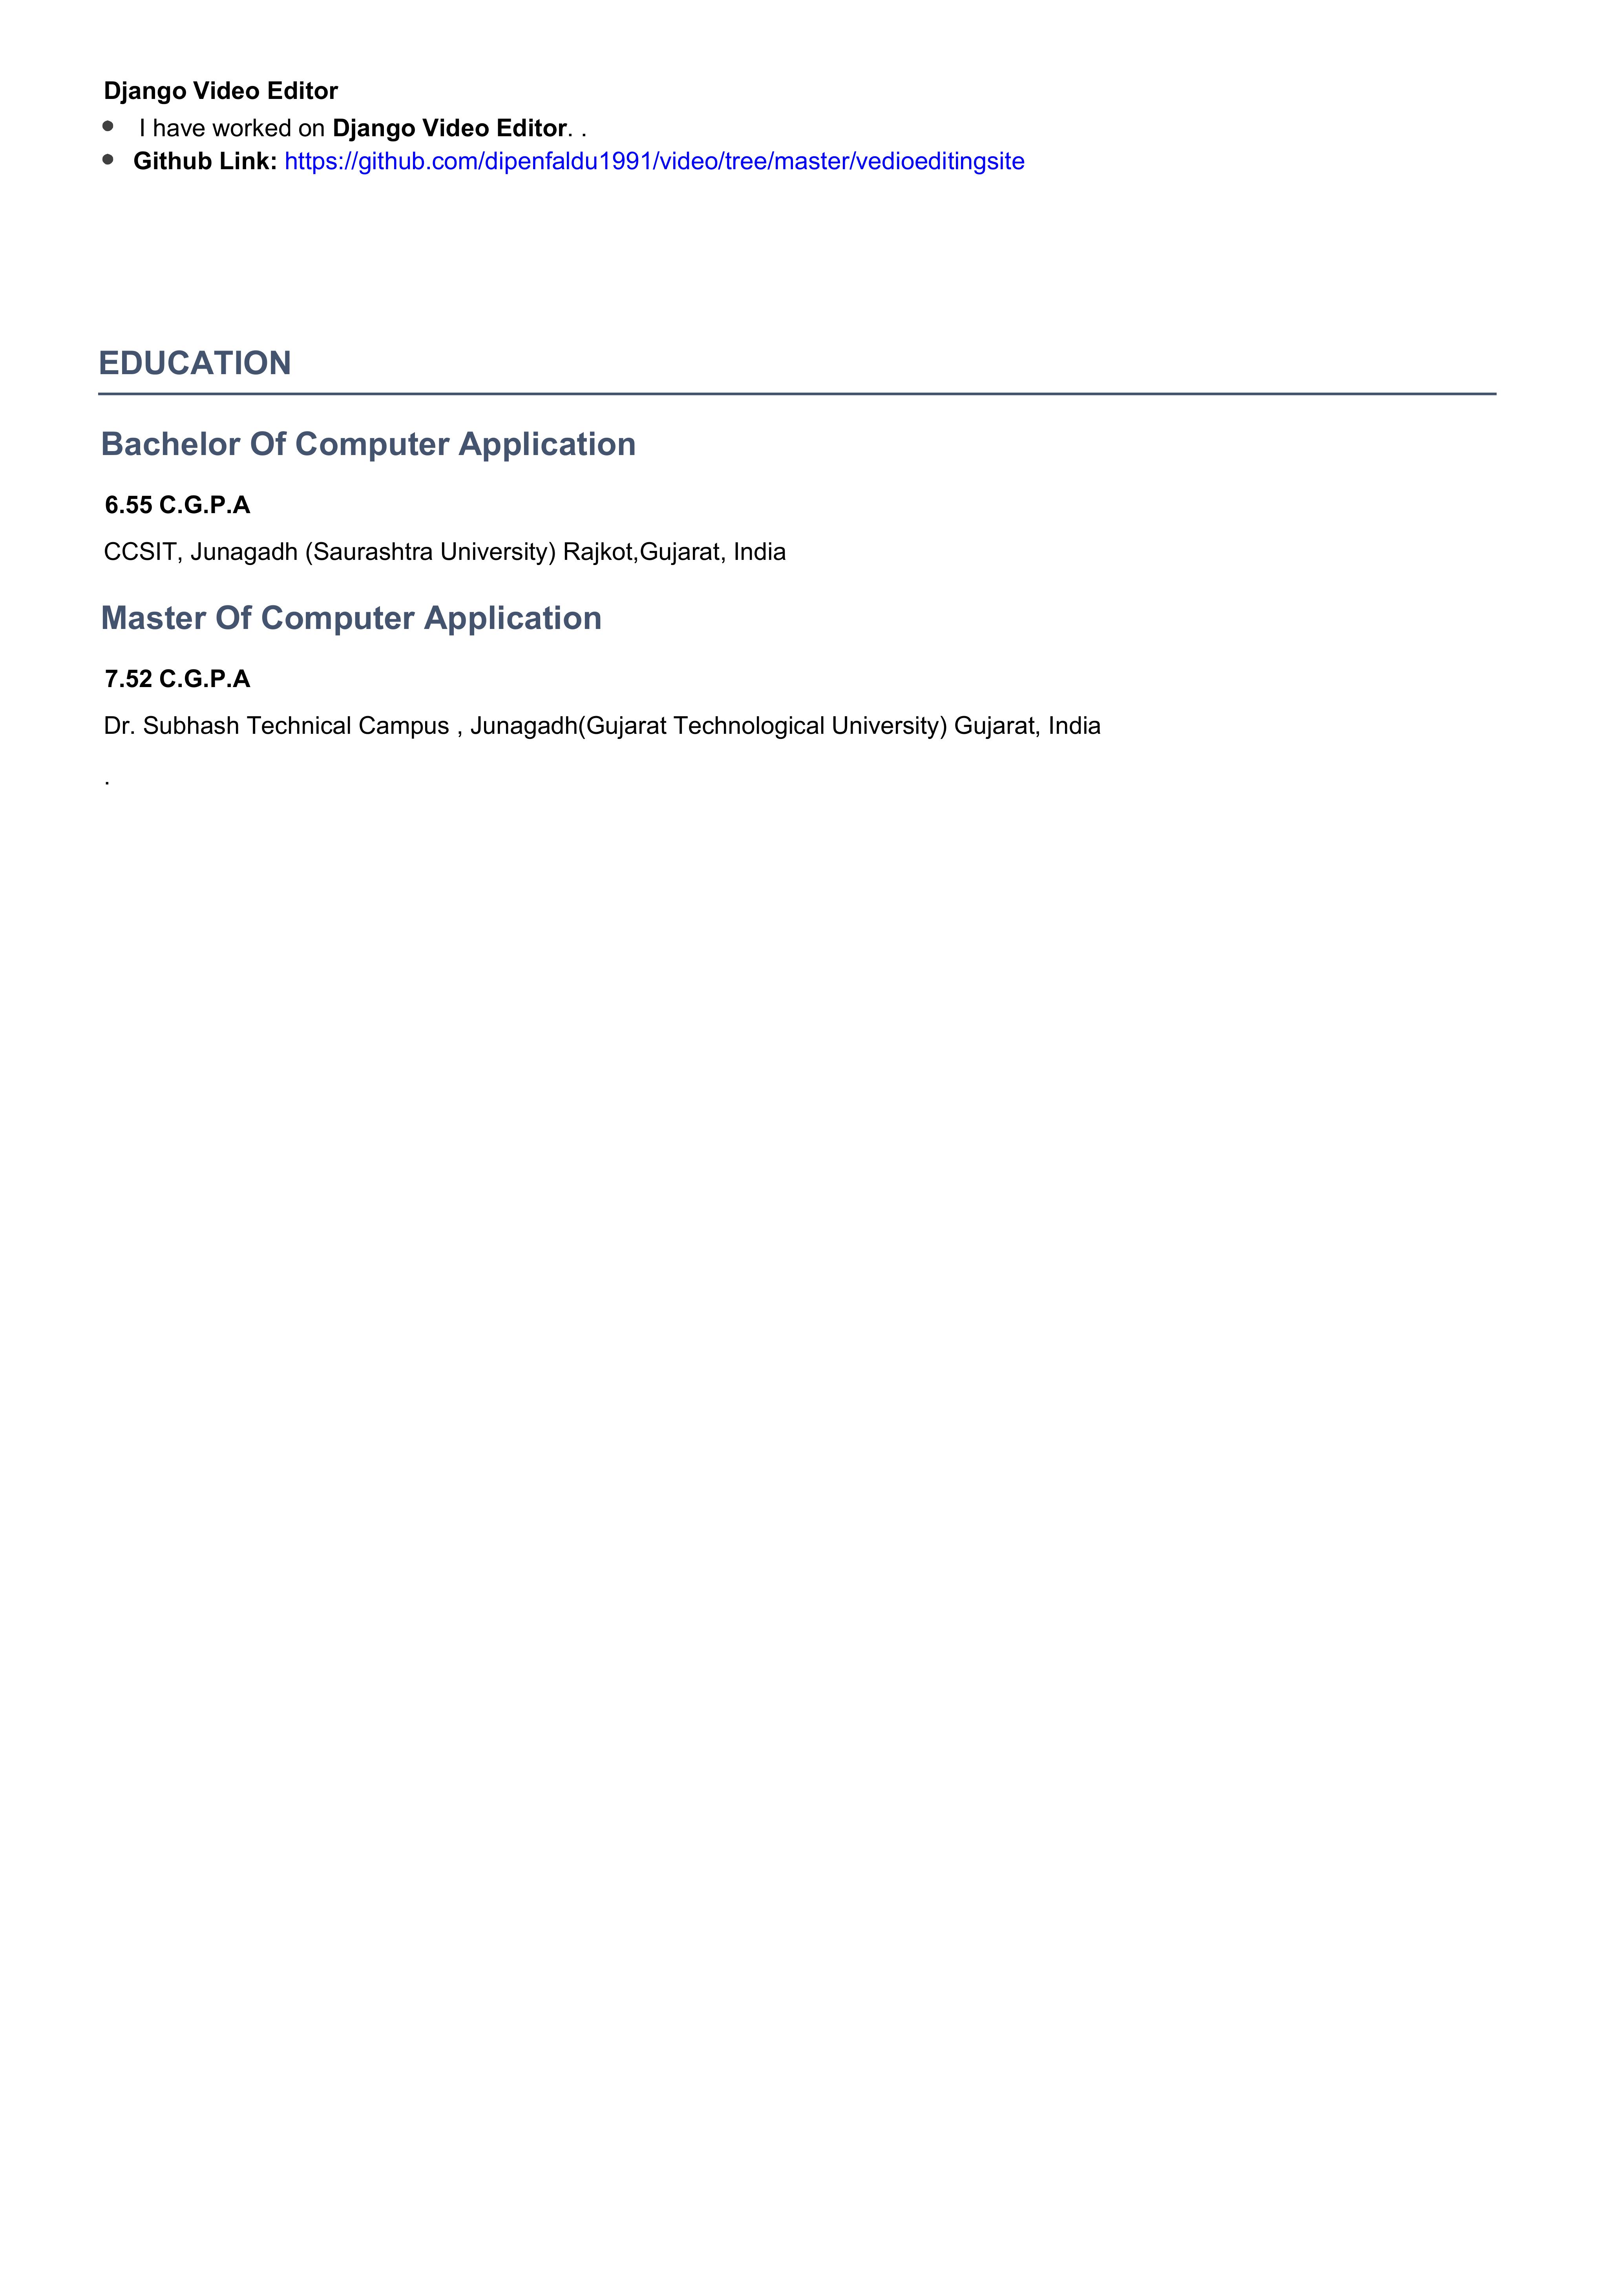 Django Video Editor
● I have worked on Django Video Editor. .
● Github Link: https://github.com/dipenfaldu1991/video/tree/master/vedioeditingsite
EDUCATION
Bachelor Of Computer Application
6.55 C.G.P.A
CCSIT, Junagadh (Saurashtra University) Rajkot,Gujarat, India
Master Of Computer Application
7.52 C.G.P.A
Dr. Subhash Technical Campus , Junagadh(Gujarat Technological University) Gujarat, India
.